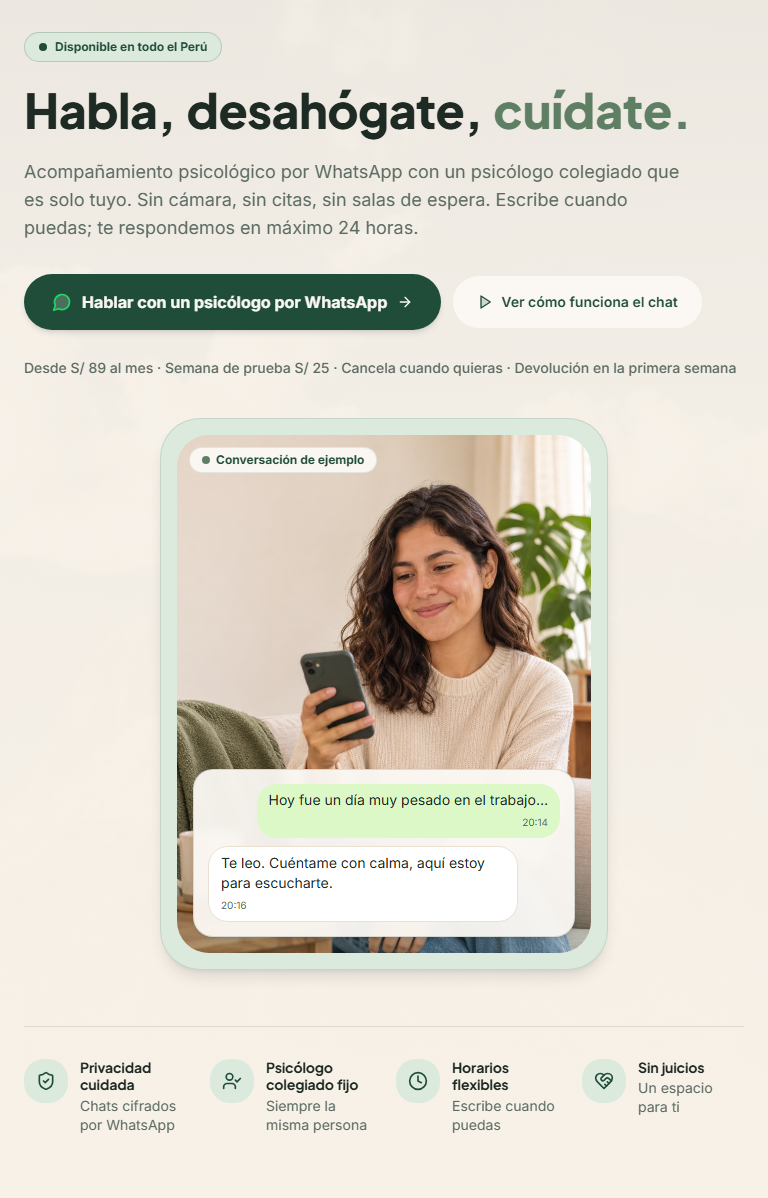 Disponible en todo el Perú
Habla, desahógate, cuídate.
Acompañamiento psicológico por WhatsApp con un psicólogo colegiado que
es solo tuyo. Sin cámara, sin citas, sin salas de espera. Escribe cuando
puedas; te respondemos en máximo 24 horas.
Hablar con un psicólogo por WhatsApp →
Ver cómo funciona el chat
Desde S/ 89 al mes · Semana de prueba S/ 25 · Cancela cuando quieras · Devolución en la primera semana
Conversación de ejemplo
Hoy fue un día muy pesado en el trabajo…
20:14
Te leo. Cuéntame con calma, aquí estoy
para escucharte.
20:16
Privacidad
cuidada
Chats cifrados
por WhatsApp
Psicólogo
colegiado fijo
Siempre la
misma persona
Horarios
flexibles
Escribe cuando
puedas
Sin juicios
Un espacio
para ti